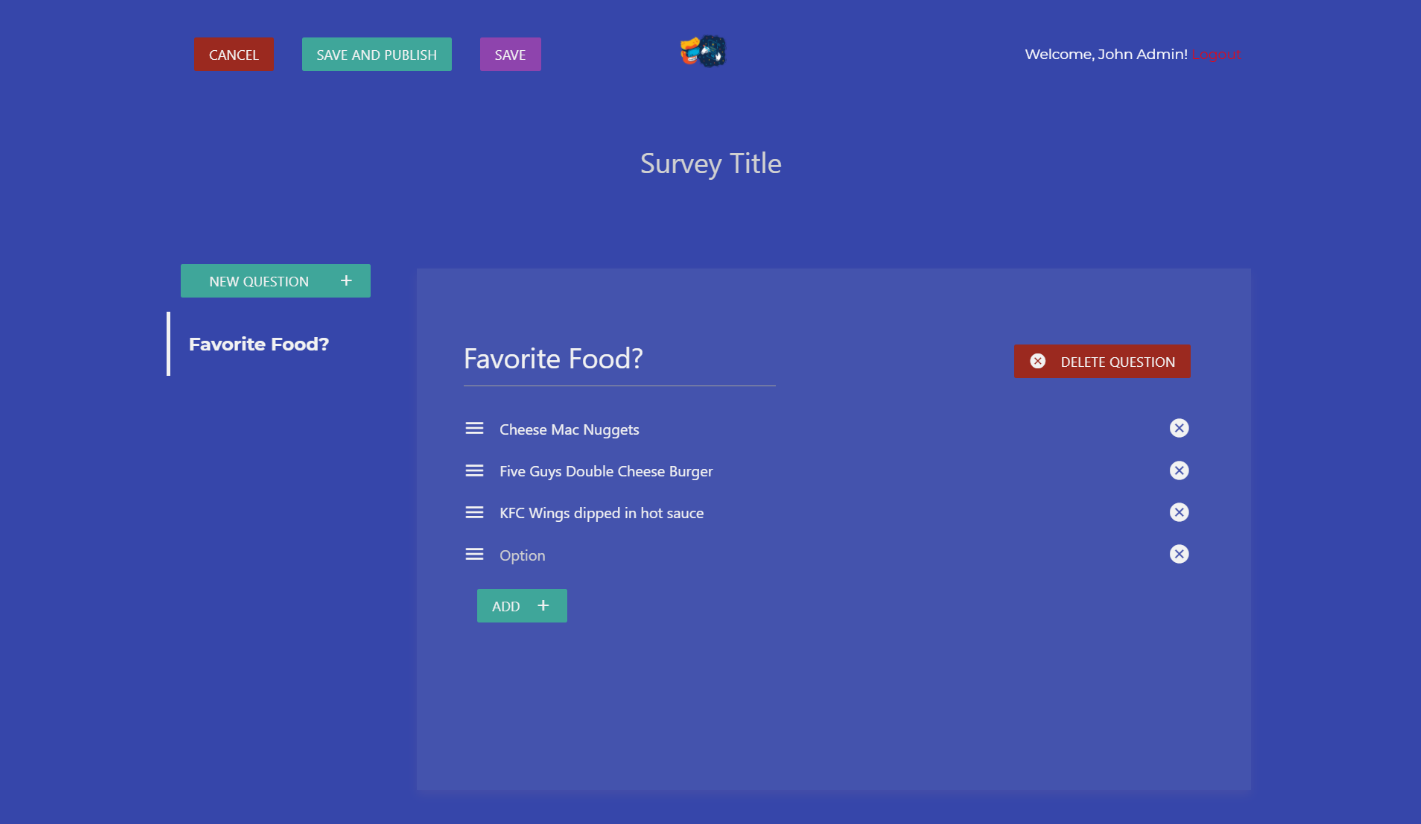 CANCEL
SAVE AND PUBLISH
SAVE
Welcome, John Admin! Logout
Survey Title
NEW QUESTION +
Favorite Food?
Favorite Food?
DELETE QUESTION
Cheese Mac Nuggets
Five Guys Double Cheese Burger
KFC Wings dipped in hot sauce
Option
ADD +